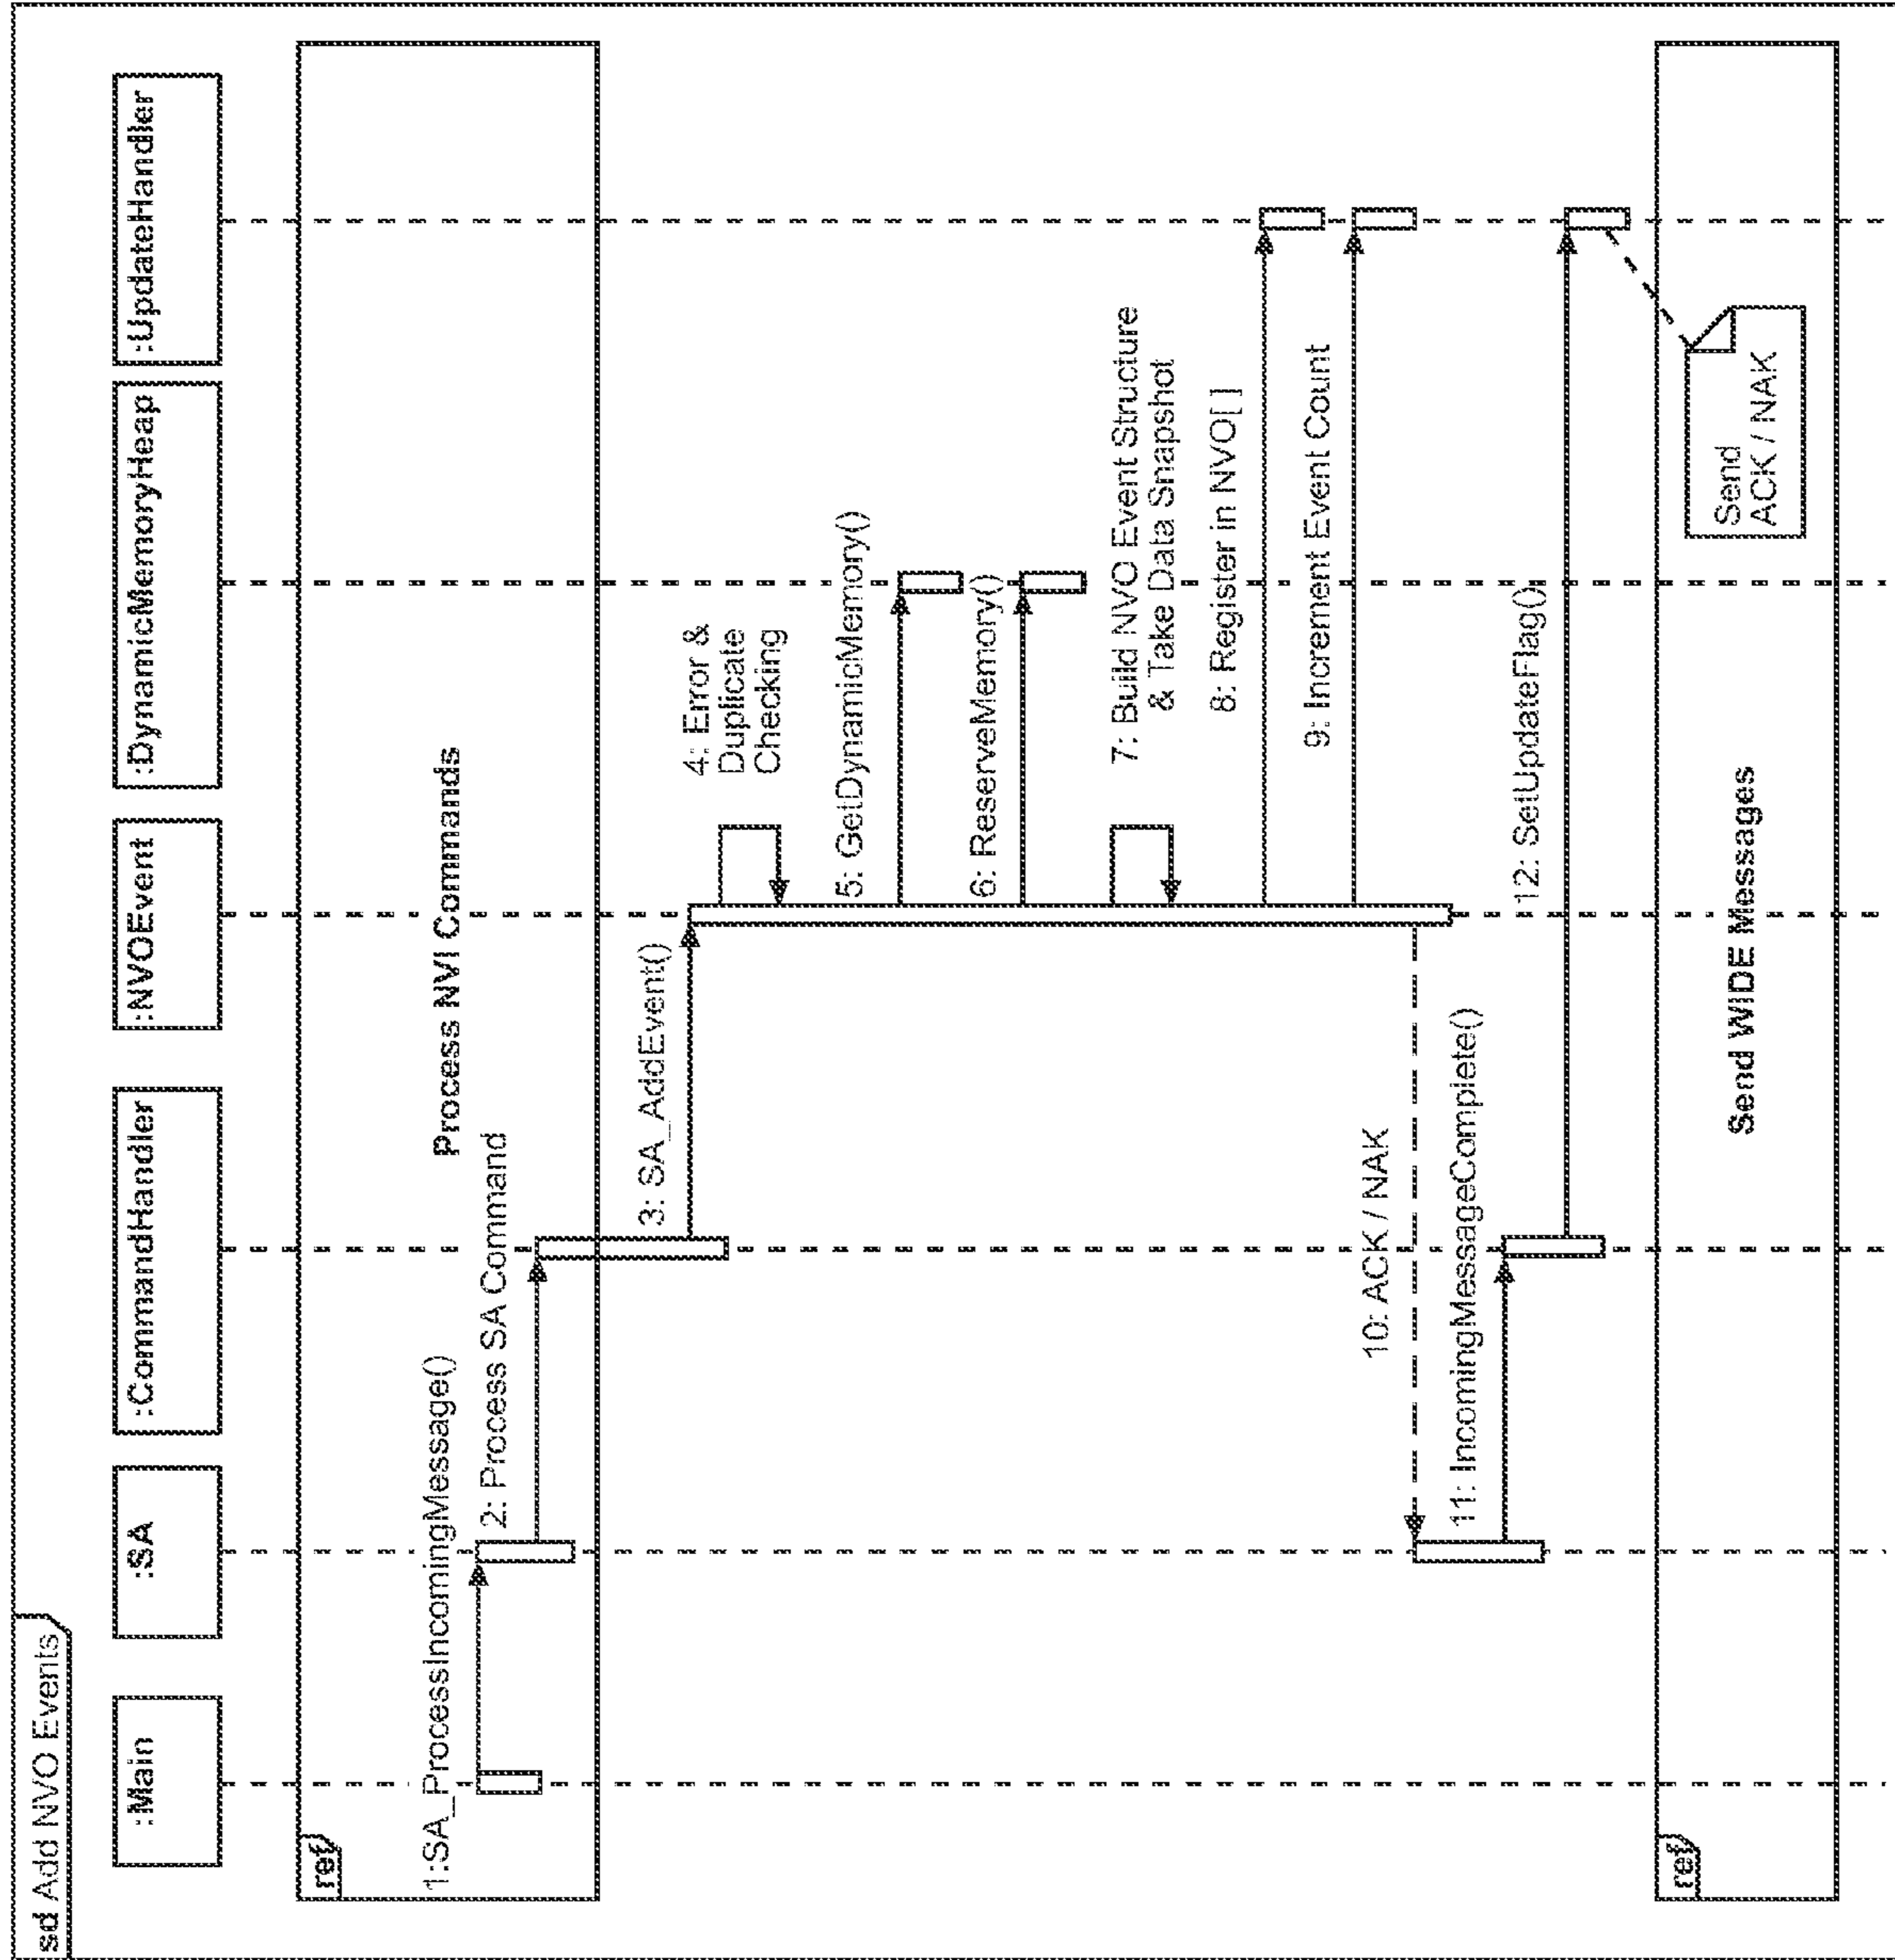 sd Add NVO Events
:Main
:SA
:CommandHandler
:NVOEvent
:DynamicMemoryHeap
:UpdateHandler
ref
Process NVI Commands
1:SA_ProcessIncomingMessage()
2: Process SA Command
3: SA_AddEvent()
4: Error &
Duplicate
Checking
5: GetDynamicMemory()
6: ReserveMemory()
7: Build NVO Event Structure
& Take Data Snapshot
8: Register in NVO[ ]
9: Increment Event Count
10: ACK / NAK
11: IncomingMessageComplete()
12: SetUpdateFlag()
ref
Send WIDE Messages
Send
ACK / NAK